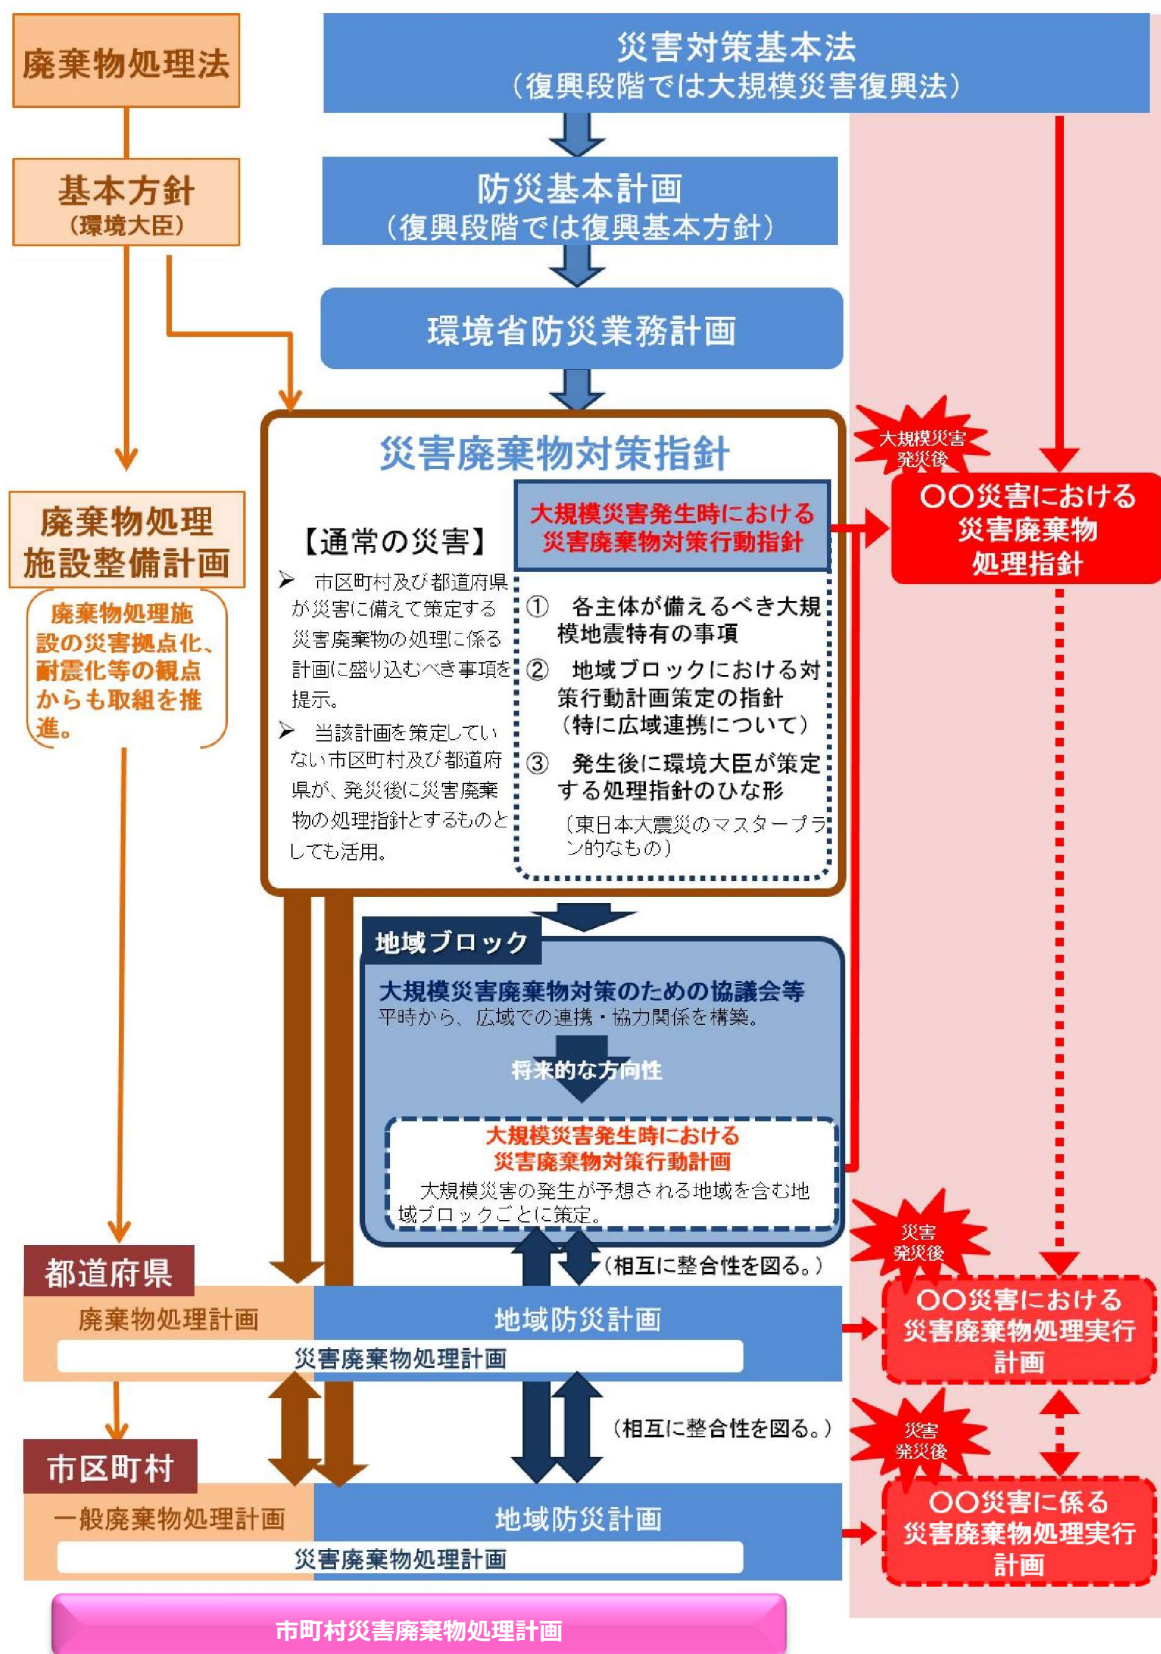 廃棄物処理法
災害対策基本法
（復興段階では大規模災害復興法）
基本方針
（環境大臣）
防災基本計画
（復興段階では復興基本方針）
環境省防災業務計画
災害廃棄物対策指針
【通常の災害】
➢ 市区町村及び都道府県
が災害に備えて策定する
災害廃棄物の処理に係る
計画に盛り込むべき事項を
提示。
➢ 当該計画を策定してい
ない市区町村及び都道府
県が、発災後に災害廃棄
物の処理指針とするものと
しても活用。
大規模災害発生時における
災害廃棄物対策行動指針
① 各主体が備えるべき大規
模地震特有の事項
② 地域ブロックにおける対
策行動計画策定の指針
（特に広域連携について）
③ 発生後に環境大臣が策定
する処理指針のひな形
（東日本大震災のマスタープラ
ン的なもの）
大規模災害
発災後
〇〇災害における
災害廃棄物
処理指針
廃棄物処理
施設整備計画
廃棄物処理施
設の災害拠点化、
耐震化等の観点
からも取組を推
進。
地域ブロック
大規模災害廃棄物対策のための協議会等
平時から、広域での連携・協力関係を構築。
将来的な方向性
大規模災害発生時における
災害廃棄物対策行動計画
大規模災害の発生が予想される地域を含む地
域ブロックごとに策定。
（相互に整合性を図る。）
都道府県
廃棄物処理計画
地域防災計画
災害廃棄物処理計画
災害
発災後
〇〇災害における
災害廃棄物処理実行
計画
（相互に整合性を図る。）
市区町村
一般廃棄物処理計画
地域防災計画
災害廃棄物処理計画
災害
発災後
〇〇災害に係る
災害廃棄物処理実行
計画
市町村災害廃棄物処理計画